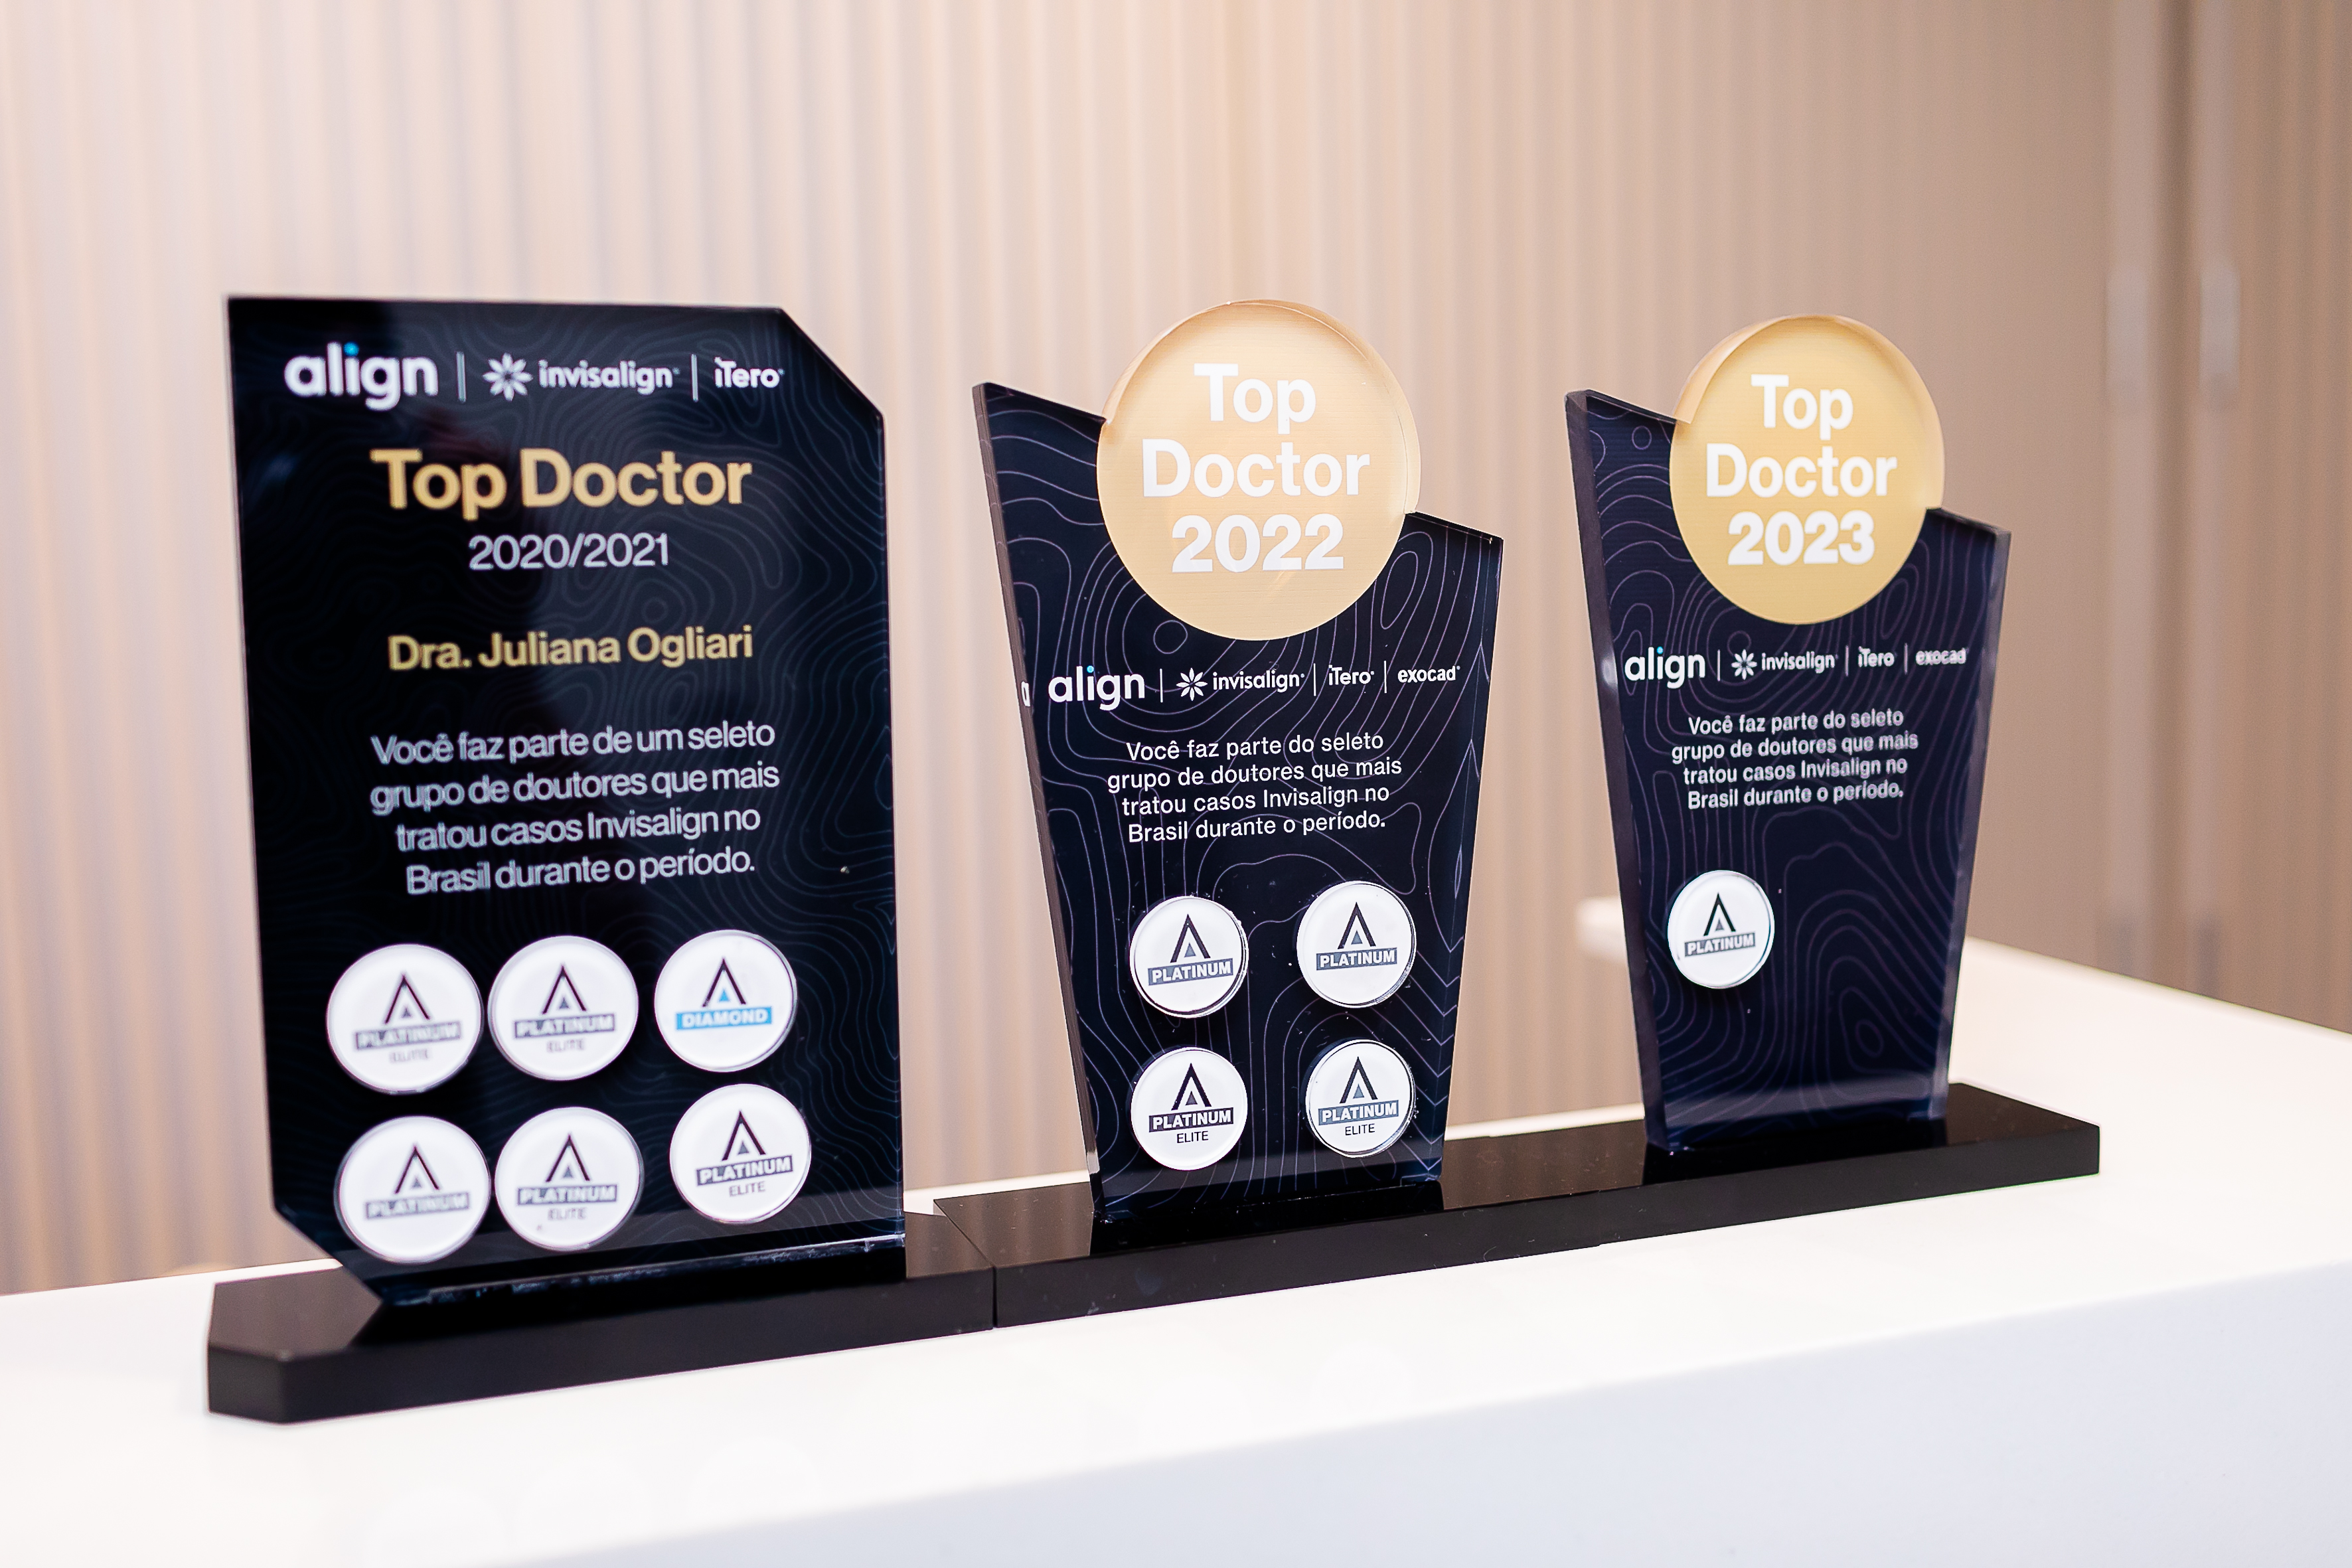 align | invisalign | iTero
Top Doctor
2020/2021
Dra. Juliana Ogliari
Você faz parte de um seleto
grupo de doutores que mais
tratou casos Invisalign no
Brasil durante o período.
PLATINUM
ELITE
PLATINUM
ELITE
DIAMOND
PLATINUM
PLATINUM
ELITE
PLATINUM
ELITE
Top
Doctor
2022
align | invisalign | iTero | exocad
Você faz parte do seleto
grupo de doutores que mais
tratou casos Invisalign no
Brasil durante o período.
PLATINUM
PLATINUM
PLATINUM
ELITE
PLATINUM
ELITE
Top
Doctor
2023
align | invisalign | iTero | exocad
Você faz parte do seleto
grupo de doutores que mais
tratou casos Invisalign no
Brasil durante o período.
PLATINUM